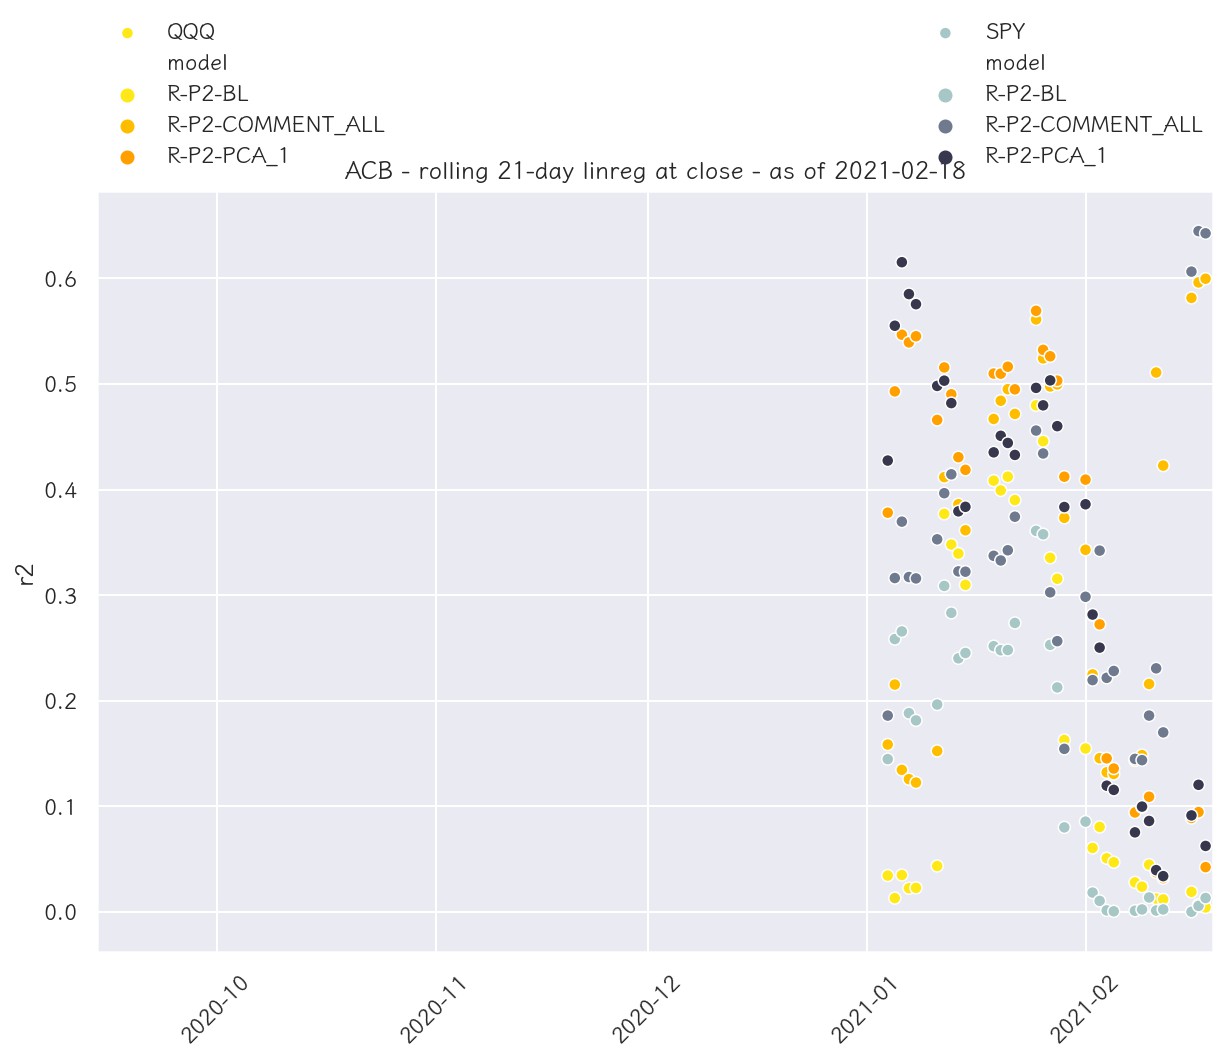 QQQ
model
R-P2-BL
R-P2-COMMENT_ALL
R-P2-PCA_1
SPY
model
R-P2-BL
R-P2-COMMENT_ALL
R-P2-PCA_1
ACB - rolling 21-day linreg at close - as of 2021-02-18
r2
0.6
0.5
0.4
0.3
0.2
0.1
0.0
2020-10
2020-11
2020-12
2021-01
2021-02